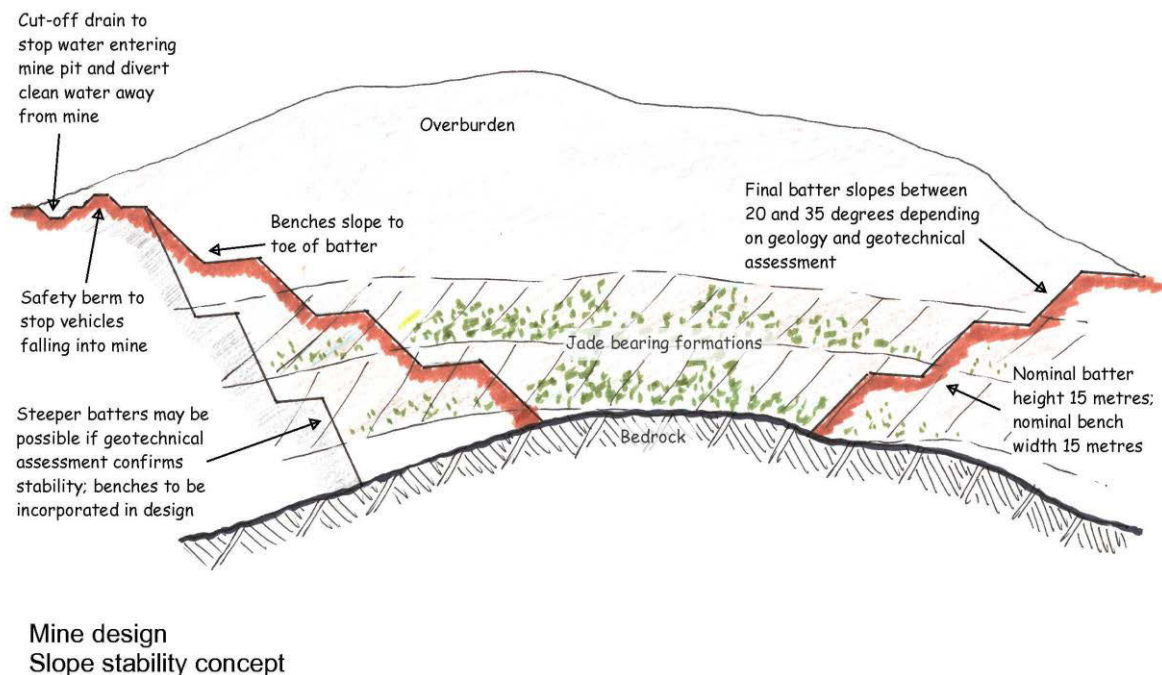 Cut-off drain to
stop water entering
mine pit and divert
clean water away
from mine
Overburden
Final batter slopes between
20 and 35 degrees depending
on geology and geotechnical
assessment
Benches slope to
toe of batter
Safety berm to
stop vehicles
falling into mine
Jade bearing formations
Nominal batter
height 15 metres;
nominal bench
width 15 metres
Steeper batters may be
possible if geotechnical
assessment confirms
stability; benches to be
incorporated in design
Bedrock
Mine design
Slope stability concept